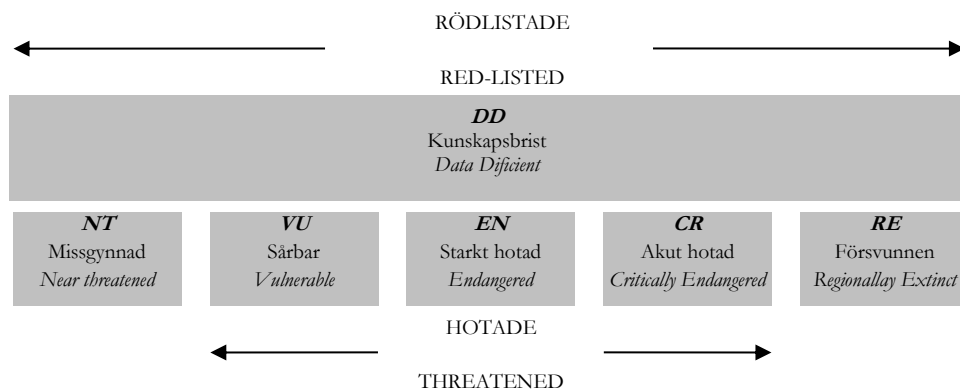 RÖDLISTADE
RED-LISTED
DD
Kunskapsbrist
Data Dificient
NT
Missgynnad
Near threatened
VU
Sårbar
Vulnerable
EN
Starkt hotad
Endangered
CR
Akut hotad
Critically Endangered
RE
Försvunnen
Regionallay Extinct
HOTADE
THREATENED